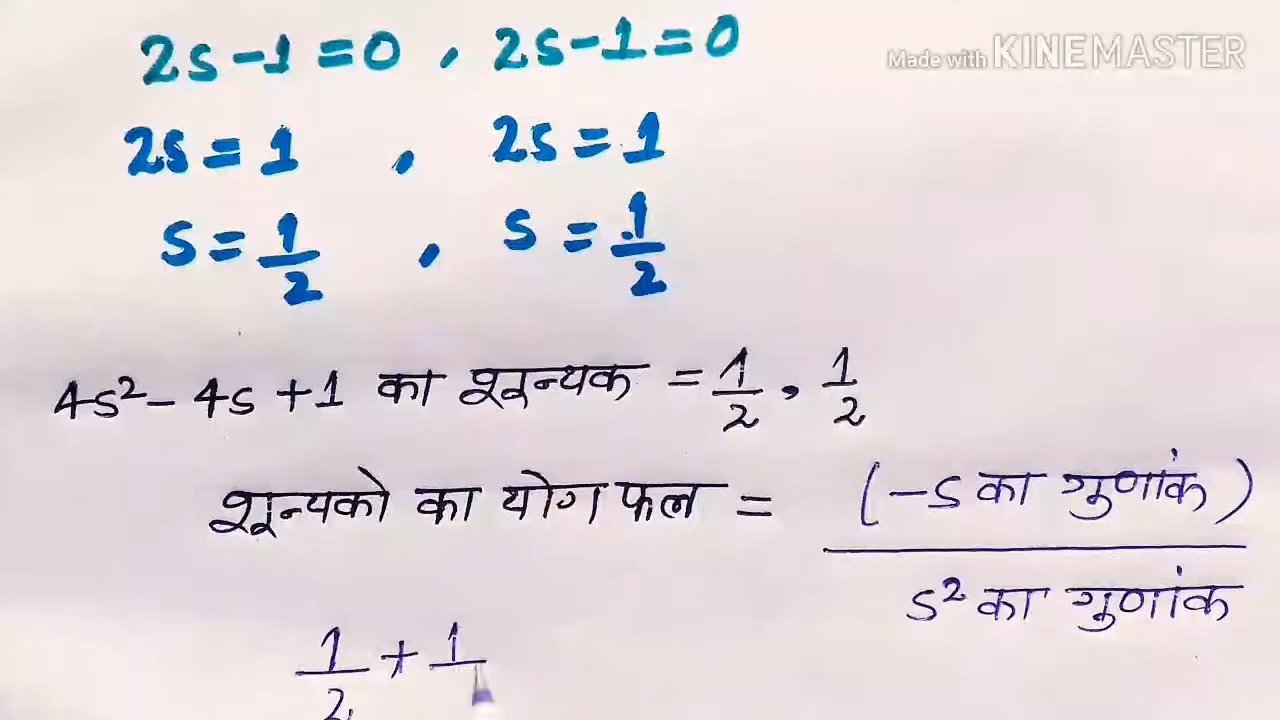 2s-1=0 , 2s-1=0
Made with KINEMASTER
2s=1 , 2s=1
s=1/2 , s=1/2
4s²-4s+1 का शून्यक = 1/2 , 1/2
शून्यको का योग फल = (-s का गुणांक) / s² का गुणांक
1/2 + 1